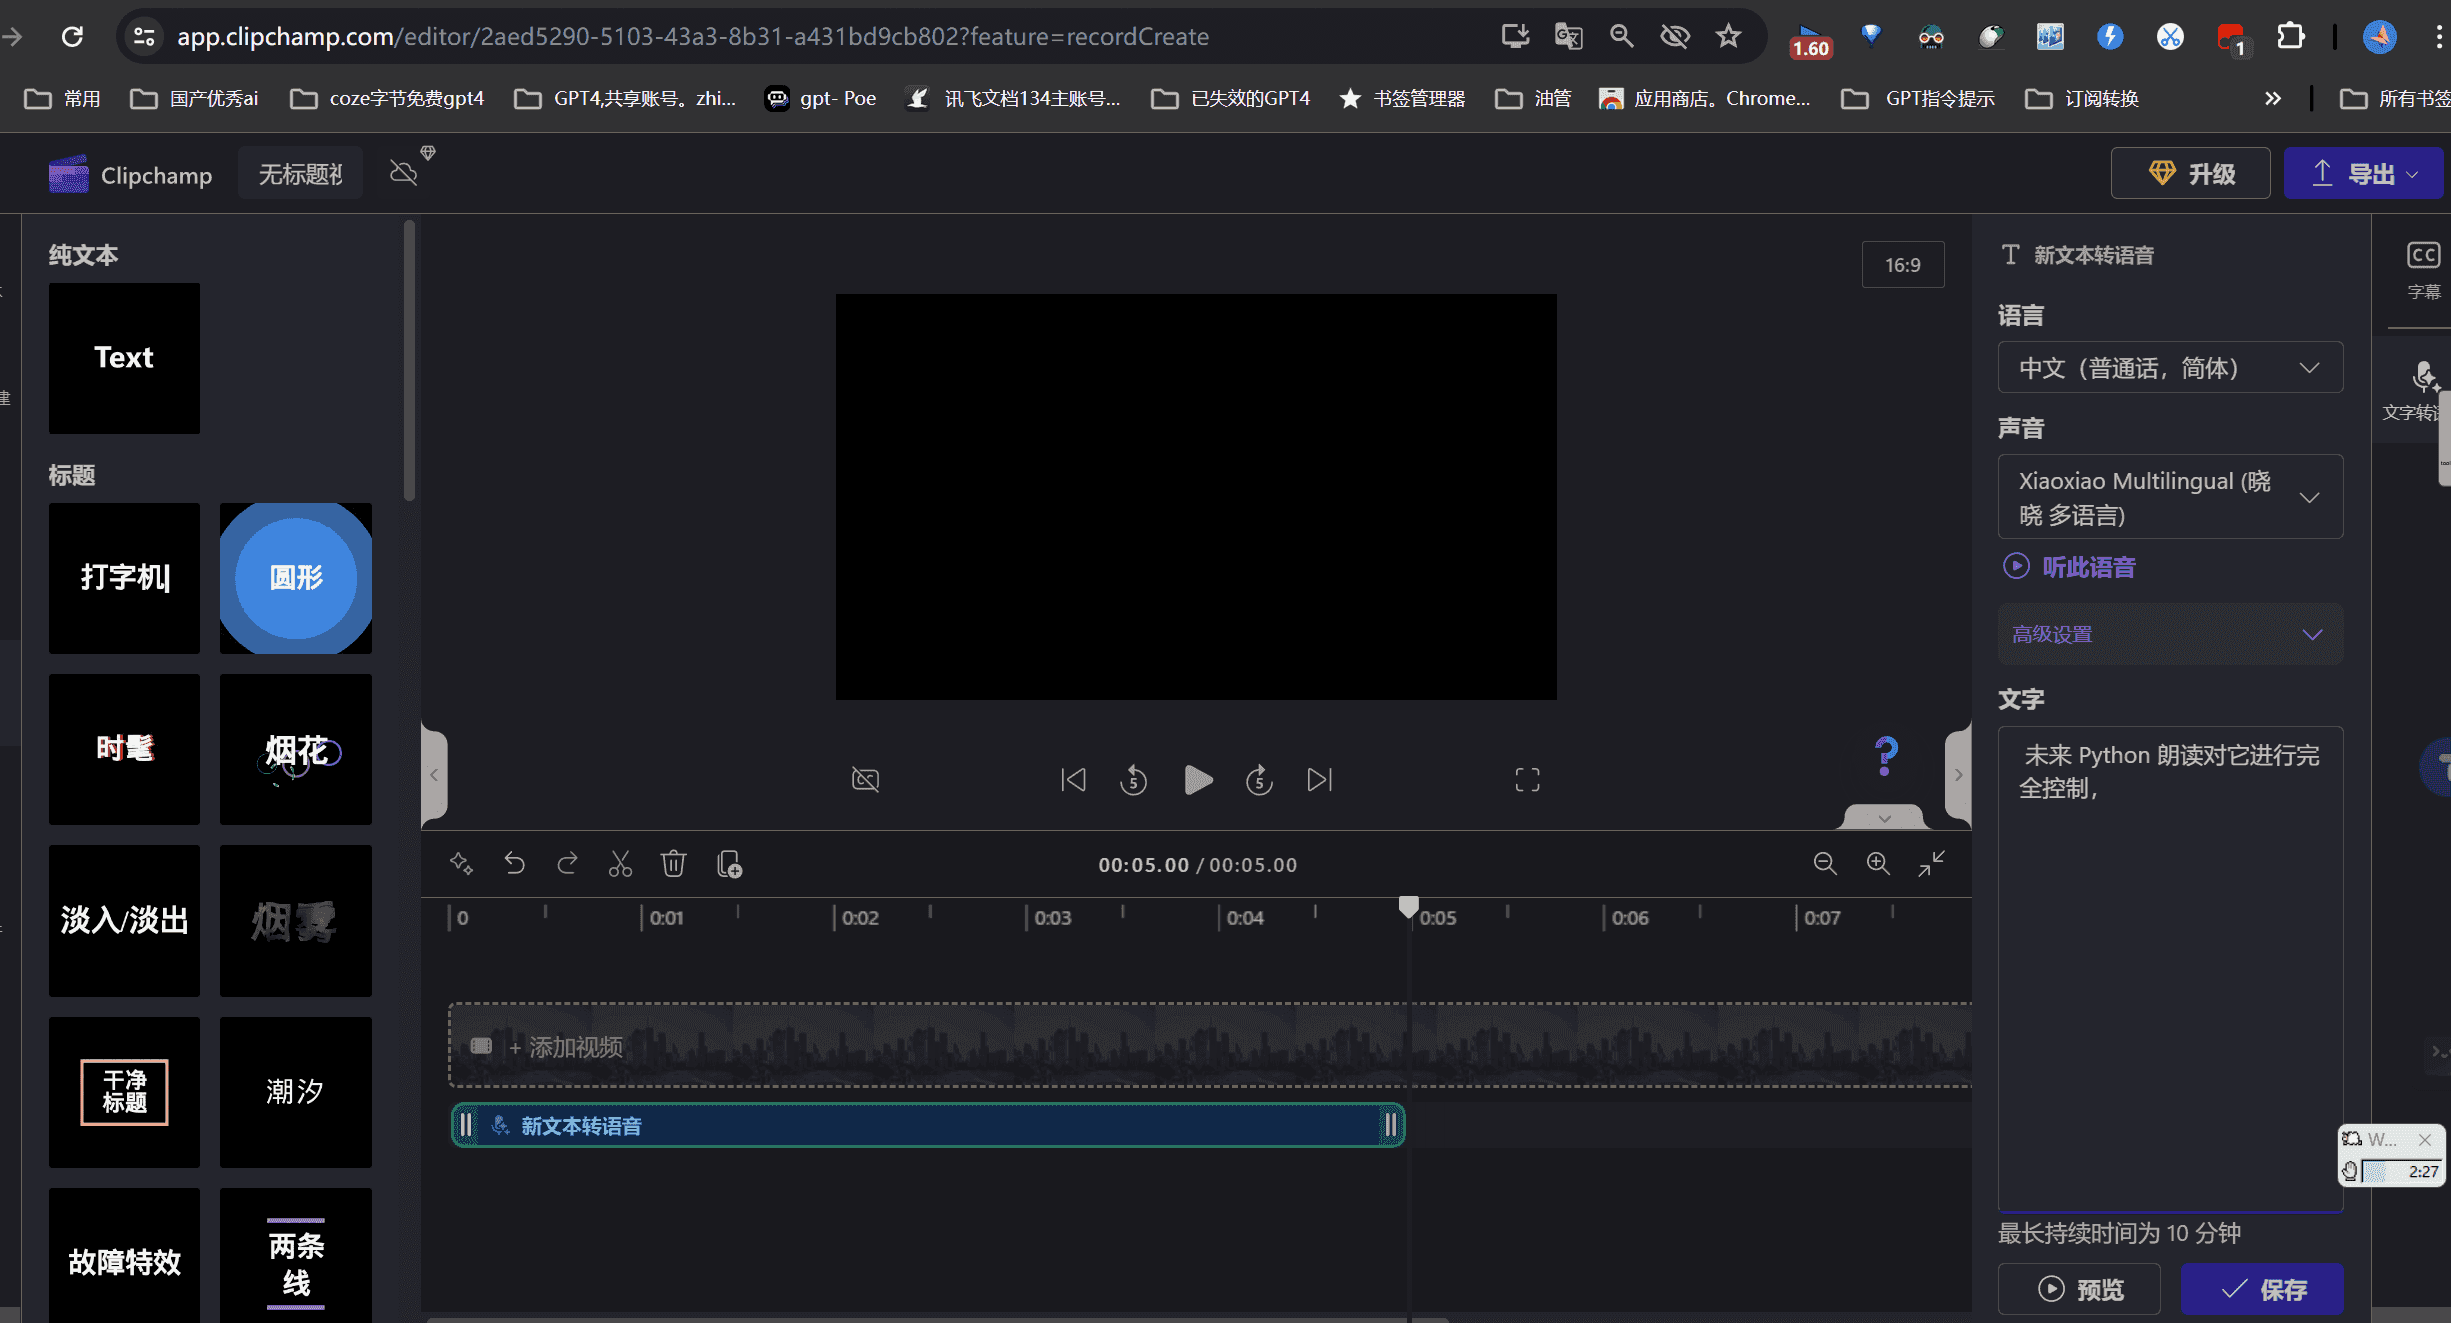 app.clipchamp.com/editor/2aed5290-5103-43a3-8b31-a431bd9cb802?feature=recordCreate
1.60
1
常用
国产优秀ai
coze字节免费gpt4
GPT4,共享账号。zhi...
gpt- Poe
讯飞文档134主账号...
已失效的GPT4
书签管理器
油管
应用商店。Chrome...
GPT指令提示
订阅转换
所有书签
Clipchamp
无标题视
升级
导出
纯文本
Text
标题
打字机
圆形
时髦
烟花
淡入/淡出
烟雾
干净
标题
潮汐
故障特效
两条
线
建
16:9
5
5
00:05.00 / 00:05.00
0
0:01
0:02
0:03
0:04
0:05
0:06
0:07
+ 添加视频
新文本转语音
T 新文本转语音
语言
中文（普通话，简体）
声音
Xiaoxiao Multilingual (晓
晓 多语言)
听此语音
高级设置
文字
未来 Python 朗读对它进行完
全控制，
最长持续时间为 10 分钟
预览
保存
CC
字幕
文字转语
W...
2:27